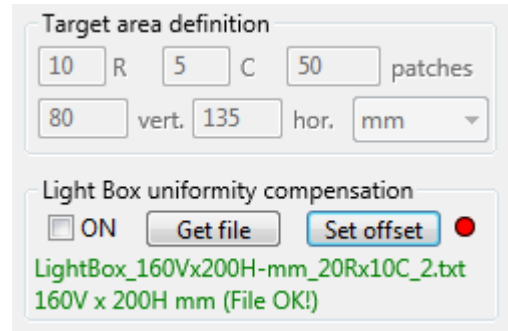 Target area definition
10 R 5 C 50 patches
80 vert. 135 hor. mm
Light Box uniformity compensation
ON Get file Set offset
LightBox_160Vx200H-mm_20Rx10C_2.txt
160V x 200H mm (File OK!)